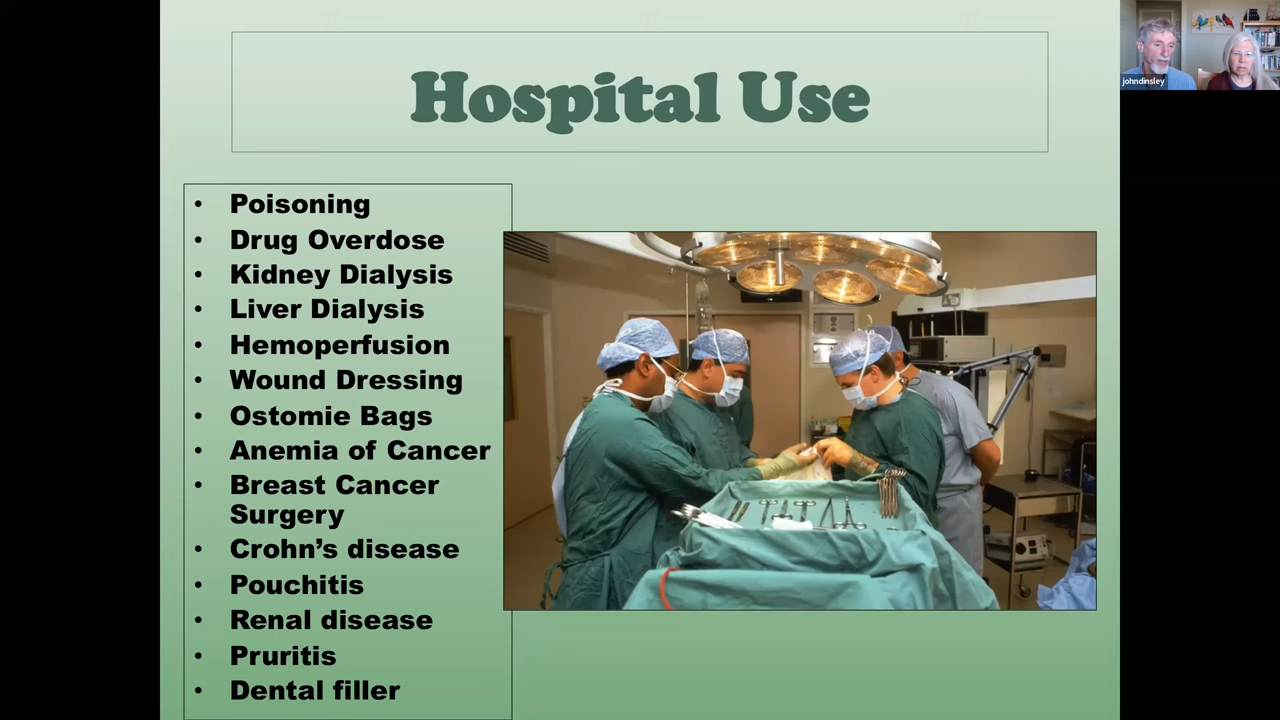 Hospital Use
johndinsley
• Poisoning
• Drug Overdose
• Kidney Dialysis
• Liver Dialysis
• Hemoperfusion
• Wound Dressing
• Ostomie Bags
• Anemia of Cancer
• Breast Cancer
Surgery
• Crohn’s disease
• Pouchitis
• Renal disease
• Pruritis
• Dental filler